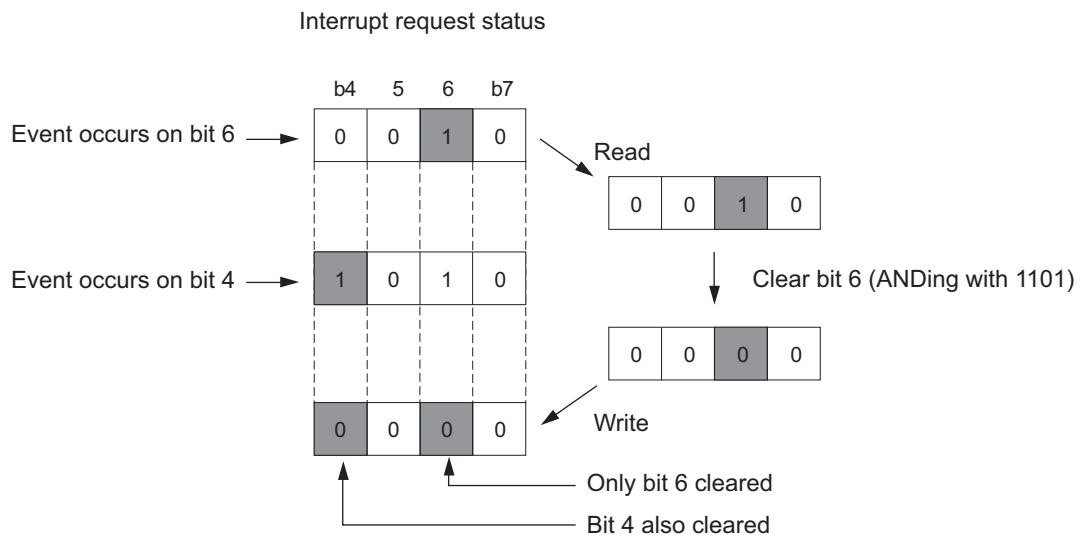 Interrupt request status
b4 5 6 b7
Event occurs on bit 6
0 0 1 0
Read
0 0 1 0
Event occurs on bit 4
1 0 1 0
Clear bit 6 (ANDing with 1101)
0 0 0 0
0 0 0 0
Write
Only bit 6 cleared
Bit 4 also cleared